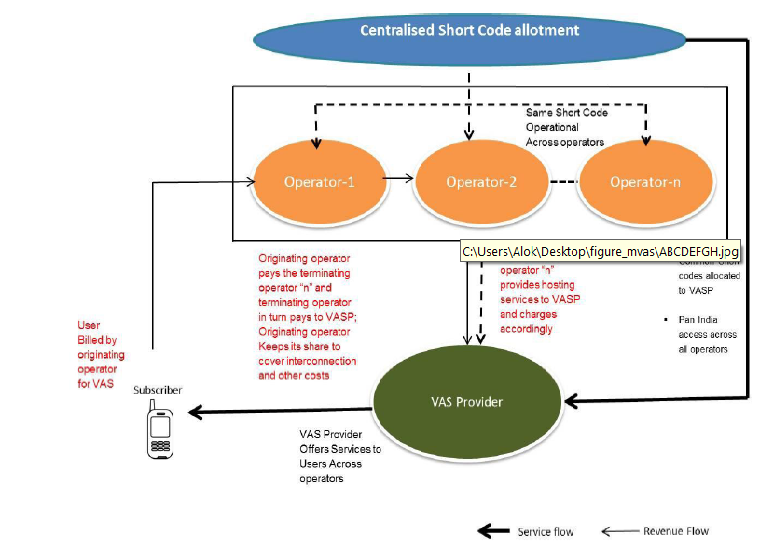 Centralised Short Code allotment
Same Short Code
Operational
Across operators
Operator-1
Operator-2
Operator-n
C:\Users\Alok\Desktop\figure_mvas\ABCDEFGH.jpg
Originating operator
pays the terminating
operator "n" and
terminating operator
in turn pays to VASP;
Originating operator
Keeps its share to
cover interconnection
and other costs
operator "n"
provides hosting
services to VASP
and charges
accordingly
codes allocated
to VASP
Pan India
access across
all operators
User
Billed by
originating
operator
for VAS
Subscriber
VAS Provider
VAS Provider
Offers Services to
Users Across
operators
Service flow
Revenue Flow